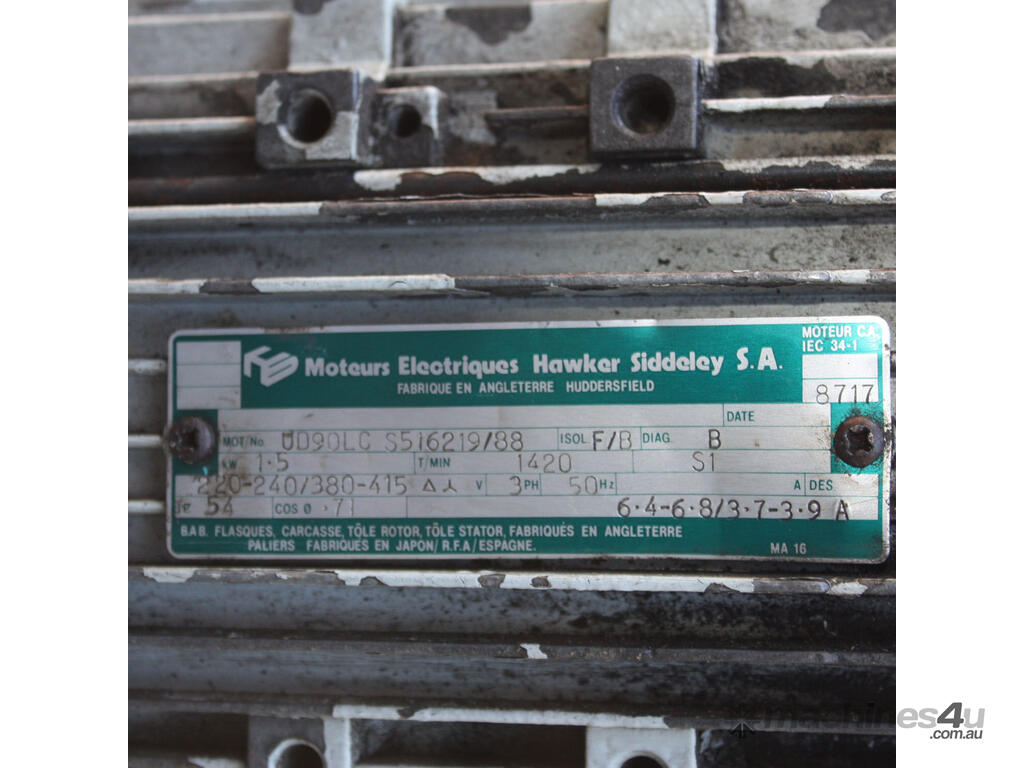 MOTEUR C.A.
IEC 34-1
Moteurs Electriques Hawker Siddeley S.A.
FABRIQUE EN ANGLETERRE HUDDERSFIELD
8717
DATE
MOT/No. UD90LC S516219/88 ISOL F/B DIAG. B
kW 1·5 T/MIN 1420 S1
220-240/380-415 Δ⅄ V 3PH 50Hz A DES
54 COS Ø ·71 6·4-6·8/3·7-3·9 A
BAB. FLASQUES, CARCASSE, TÔLE ROTOR, TÔLE STATOR, FABRIQUÉS EN ANGLETERRE
PALIERS FABRIQUÉS EN JAPON/R.F.A/ESPAGNE.
MA 16
machines4u
.com.au